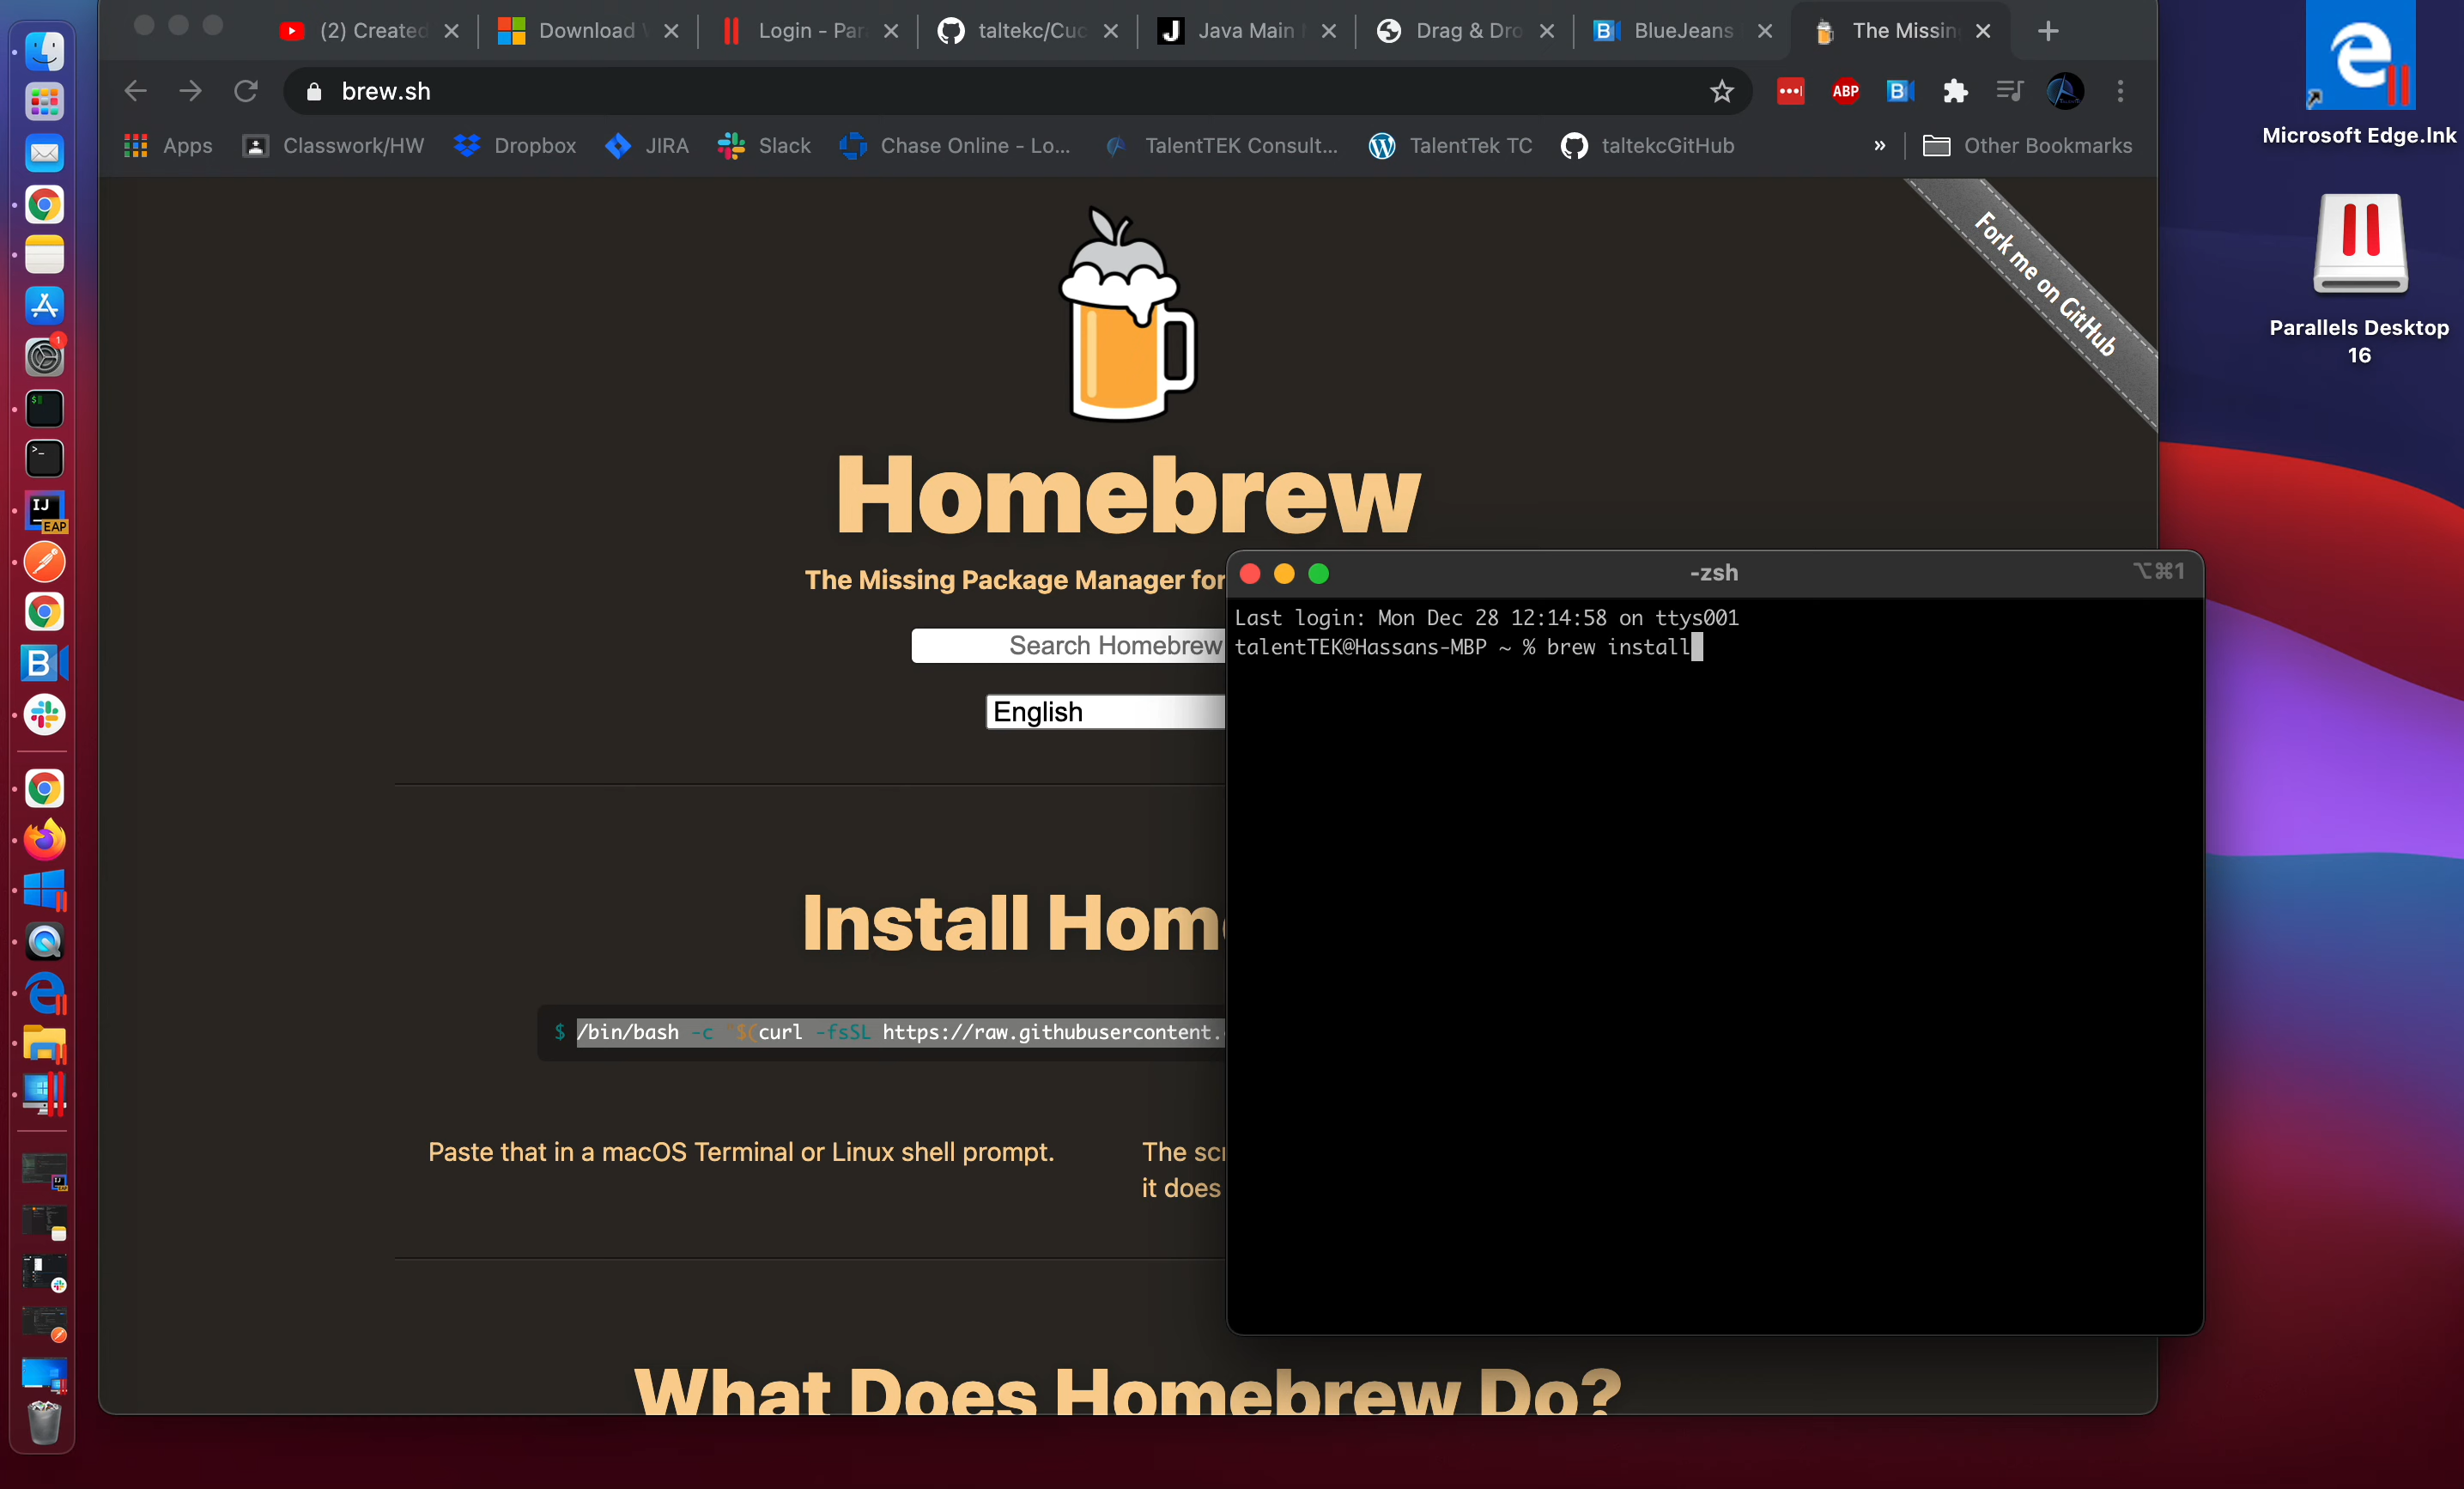 (2) Created
Download
Login - Par
taltekc/Cuc
Java Main
Drag & Dro
BlueJeans
The Missin
brew.sh
ABP
Apps
Classwork/HW
Dropbox
JIRA
Slack
Chase Online - Lo...
TalentTEK Consult...
TalentTek TC
taltekcGitHub
»
Other Bookmarks
Microsoft Edge.lnk
Parallels Desktop
16
Fork me on GitHub
Homebrew
The Missing Package Manager for
Search Homebrew
English
Install Hom
$ /bin/bash -c "$(curl -fsSL https://raw.githubusercontent.
Paste that in a macOS Terminal or Linux shell prompt.
The scr
it does
What Does Homebrew Do?
-zsh
⌥⌘1
Last login: Mon Dec 28 12:14:58 on ttys001
talentTEK@Hassans-MBP ~ % brew install
1
$
>_
IJ
EAP
B